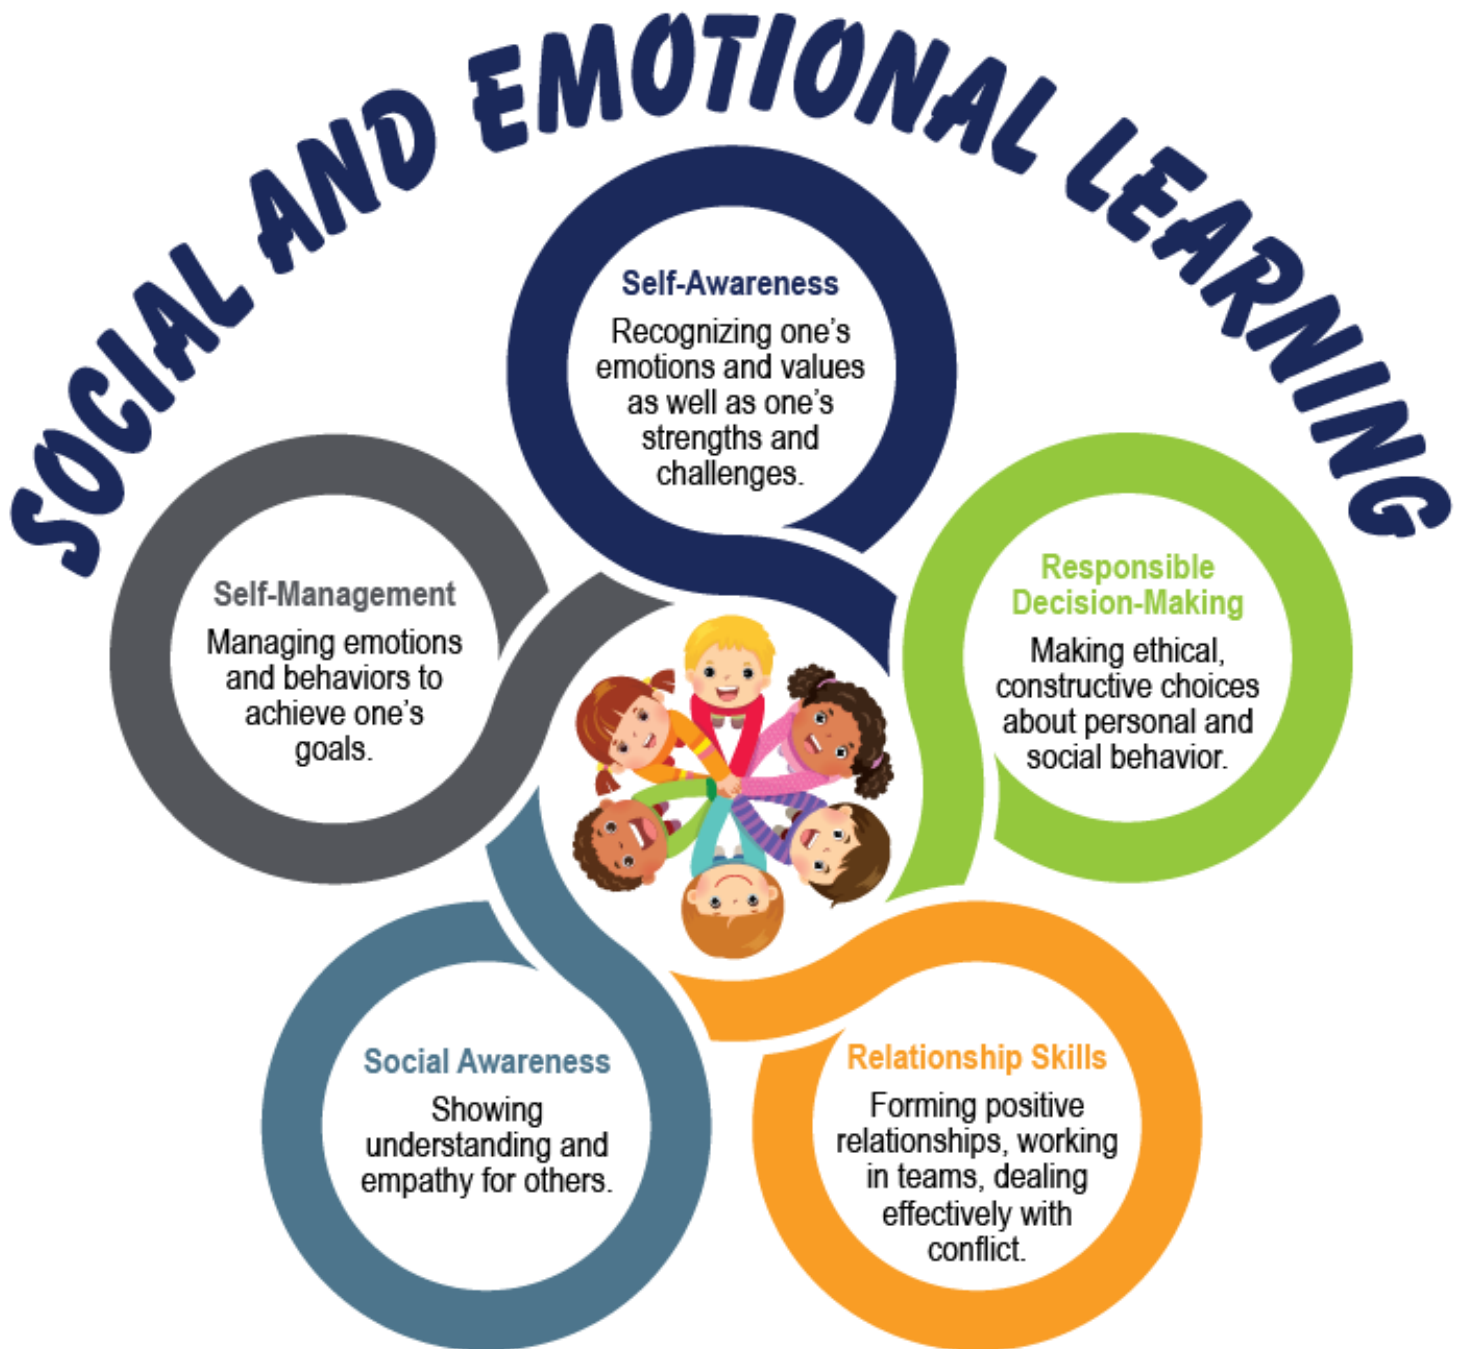 SOCIAL AND EMOTIONAL LEARNING
Self-Awareness
Recognizing one’s
emotions and values
as well as one’s
strengths and
challenges.
Self-Management
Managing emotions
and behaviors to
achieve one’s
goals.
Responsible
Decision-Making
Making ethical,
constructive choices
about personal and
social behavior.
Social Awareness
Showing
understanding and
empathy for others.
Relationship Skills
Forming positive
relationships, working
in teams, dealing
effectively with
conflict.